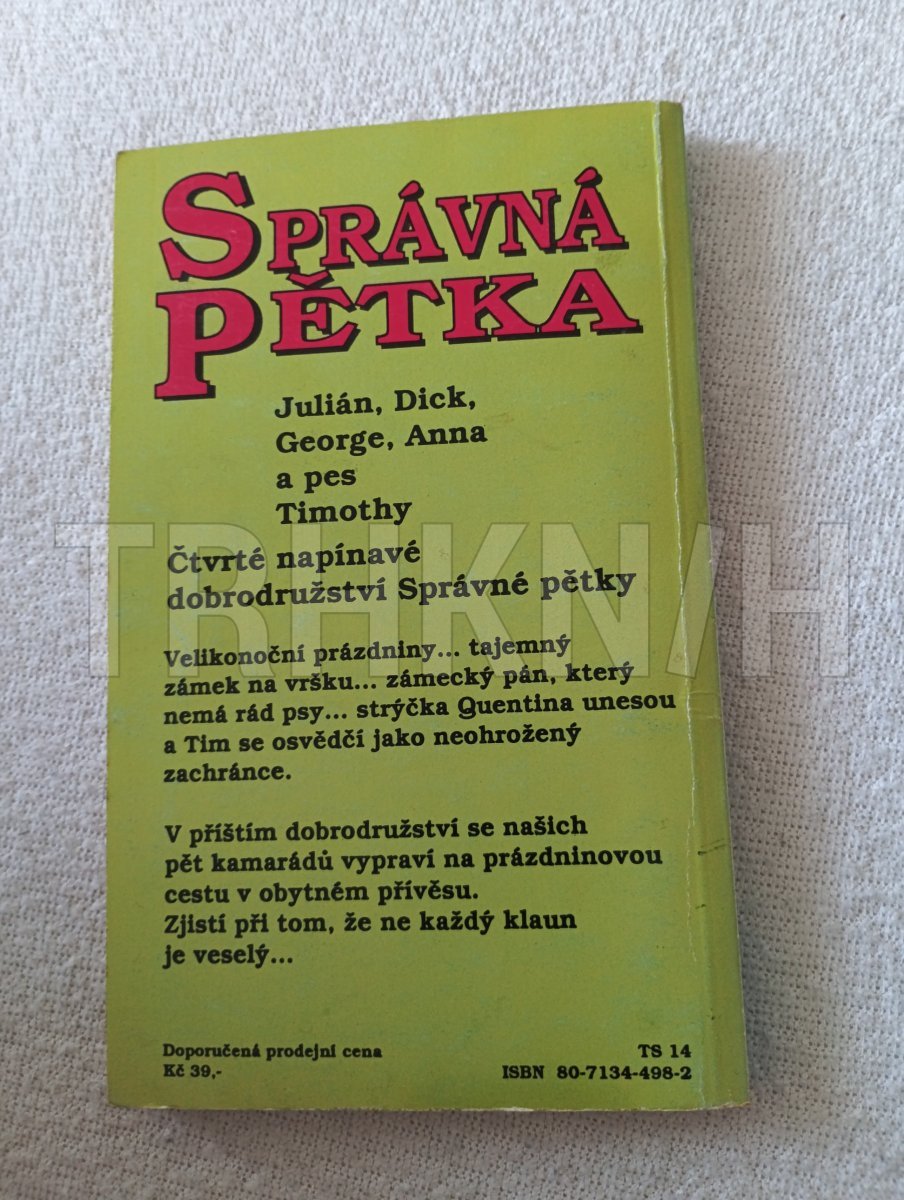 SPRÁVNÁ
PĚTKA
Julián, Dick,
George, Anna
a pes
Timothy
Čtvrté napínavé
dobrodružství Správné pětky
Velikonoční prázdniny... tajemný
zámek na vršku... zámecký pán, který
nemá rád psy... strýčka Quentina unesou
a Tim se osvědčí jako neohrožený
zachránce.
V příštím dobrodružství se našich
pět kamarádů vypraví na prázdninovou
cestu v obytném přívěsu.
Zjistí při tom, že ne každý klaun
je veselý...
Doporučená prodejní cena
Kč 39,-
TS 14
ISBN 80-7134-498-2
TRHKNIH